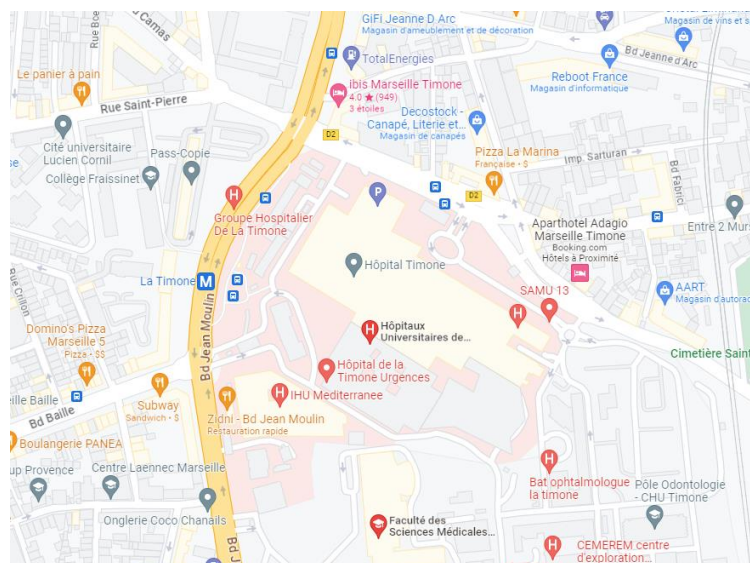 GiFi Jeanne D Arc
Magasin d'ameublement et de décoration
Magasin de vins et s
Camas
TotalEnergies
Bd Jeanne d'Arc
Le panier à pain
ibis Marseille Timone
4.0 ★ (949)
3 étoiles
Reboot France
Magasin d'informatique
Rue Saint-Pierre
Decostock -
Canapé, Literie et...
Magasin de canapés
D2
Cité universitaire
Lucien Cornil
Pass-Copie
Pizza La Marina
Française • $
Imp. Sarturan
Bd Fabrici
Collège Fraissinet
P
D2
Groupe Hospitalier
De La Timone
Aparthotel Adagio
Marseille Timone
Booking.com
Hôtels à Proximité
Entre 2 Murs
Hôpital Timone
La Timone
M
SAMU 13
AART
Magasin d'autorad
Rue Crillon
Bd Jean Moulin
Domino's Pizza
Marseille 5
Pizza • $$
Hôpitaux
Universitaires de...
Cimetière Saint
Hôpital de la
Timone Urgences
IHU Mediterranee
eille Baille
Bd Baille
Subway
Sandwich • $
Zidni - Bd Jean Moulin
Restauration rapide
Boulangerie PANEA
up Provence
Centre Laennec Marseille
Bat ophtalmologue
la timone
Pôle Odontologie
- CHU Timone
Onglerie Coco Chanails
Faculté des
Sciences Médicales...
Bd J
CEMEREM centre
d'exploration...